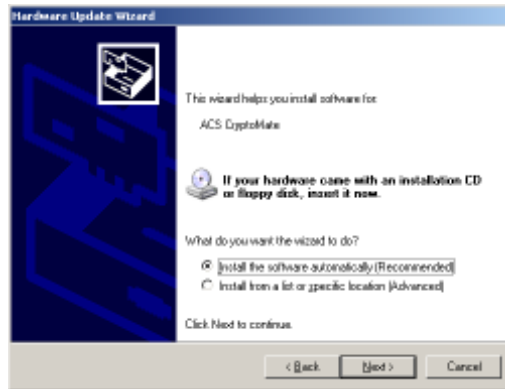 Hardware Update Wizard
This wizard helps you install software for:
ACS CryptoMate
If your hardware came with an installation CD
or floppy disk, insert it now.
What do you want the wizard to do?
Install the software automatically (Recommended)
Install from a list or specific location (Advanced)
Click Next to continue.
< Back
Next >
Cancel